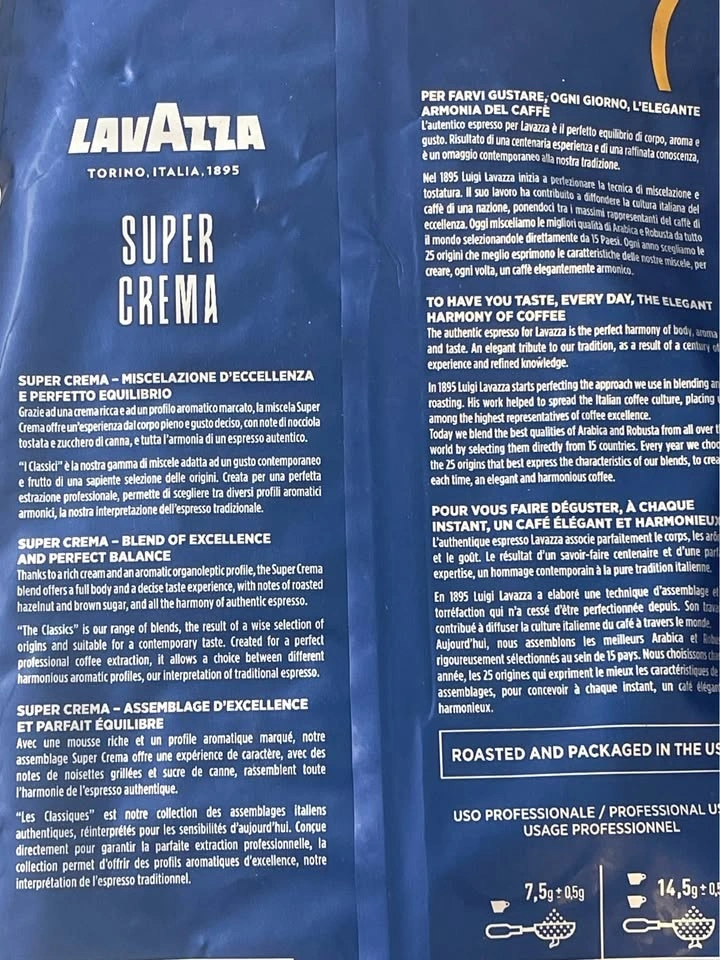 LAVAZZA
TORINO, ITALIA, 1895
SUPER
CREMA
SUPER CREMA – MISCELAZIONE D'ECCELLENZA
E PERFETTO EQUILIBRIO
Grazie ad una crema ricca e ad un profilo aromatico marcato, la miscela Super
Crema offre un'esperienza dal corpo pieno e gusto deciso, con note di nocciola
tostata e zucchero di canna, e tutta l'armonia di un espresso autentico.
"I Classici" è la nostra gamma di miscele adatta ad un gusto contemporaneo
e frutto di una sapiente selezione delle origini. Creata per una perfetta
estrazione professionale, permette di scegliere tra diversi profili aromatici
armonici, la nostra interpretazione dell'espresso tradizionale.
SUPER CREMA – BLEND OF EXCELLENCE
AND PERFECT BALANCE
Thanks to a rich cream and an aromatic organoleptic profile, the Super Crema
blend offers a full body and a decise taste experience, with notes of roasted
hazelnut and brown sugar, and all the harmony of authentic espresso.
"The Classics" is our range of blends, the result of a wise selection of
origins and suitable for a contemporary taste. Created for a perfect
professional coffee extraction, it allows a choice between different
harmonious aromatic profiles, our interpretation of traditional espresso.
SUPER CREMA – ASSEMBLAGE D'EXCELLENCE
ET PARFAIT ÉQUILIBRE
Avec une mousse riche et un profile aromatique marqué, notre
assemblage Super Crema offre une expérience de caractère, avec des
notes de noisettes grillées et sucre de canne, rassemblent toute
l'harmonie de l'espresso authentique.
"Les Classiques" est notre collection des assemblages italiens
authentiques, réinterprétés pour les sensibilités d'aujourd'hui. Conçue
directement pour garantir la parfaite extraction professionnelle, la
collection permet d'offrir des profils aromatiques d'excellence, notre
interprétation de l'espresso traditionnel.
PER FARVI GUSTARE, OGNI GIORNO, L'ELEGANTE
ARMONIA DEL CAFFÈ
L'autentico espresso per Lavazza è il perfetto equilibrio di corpo, aroma e
gusto. Risultato di una centenaria esperienza e di una raffinata conoscenza,
è un omaggio contemporaneo alla nostra tradizione.
Nel 1895 Luigi Lavazza inizia a perfezionare la tecnica di miscelazione e
tostatura. Il suo lavoro ha contribuito a diffondere la cultura italiana del
caffè di una nazione, ponendoci tra i massimi rappresentanti del caffè di
eccellenza. Oggi misceliamo le migliori qualità di Arabica e Robusta da tutto
il mondo selezionandole direttamente da 15 Paesi. Ogni anno scegliamo le
25 origini che meglio esprimono le caratteristiche delle nostre miscele, per
creare, ogni volta, un caffè elegantemente armonico.
TO HAVE YOU TASTE, EVERY DAY, THE ELEGANT
HARMONY OF COFFEE
The authentic espresso for Lavazza is the perfect harmony of body, aroma
and taste. An elegant tribute to our tradition, as a result of a century of
experience and refined knowledge.
In 1895 Luigi Lavazza starts perfecting the approach we use in blending an
roasting. His work helped to spread the Italian coffee culture, placing
among the highest representatives of coffee excellence.
Today we blend the best qualities of Arabica and Robusta from all over
world by selecting them directly from 15 countries. Every year we choo
the 25 origins that best express the characteristics of our blends, to crea
each time, an elegant and harmonious coffee.
POUR VOUS FAIRE DÉGUSTER, À CHAQUE
INSTANT, UN CAFÉ ÉLÉGANT ET HARMONIEUX
L'authentique espresso Lavazza associe parfaitement le corps, les arô
et le goût. Le résultat d'un savoir-faire centenaire et d'une parf
expertise, un hommage contemporain à la pure tradition italienne.
En 1895 Luigi Lavazza a elaboré une technique d'assemblage et
torréfaction qui n'a cessé d'être perfectionnée depuis. Son trava
contribué à diffuser la culture italienne du café à travers le monde.
Aujourd'hui, nous assemblons les meilleurs Arabica et Rob
rigoureusement sélectionnés au sein de 15 pays. Nous choisissons cha
année, les 25 origines qui expriment le mieux les caractéristiques de
assemblages, pour concevoir à chaque instant, un café élégan
harmonieux.
ROASTED AND PACKAGED IN THE US
USO PROFESSIONALE / PROFESSIONAL US
USAGE PROFESSIONNEL
7,5g ± 0,5g
14,5g ± 0,5